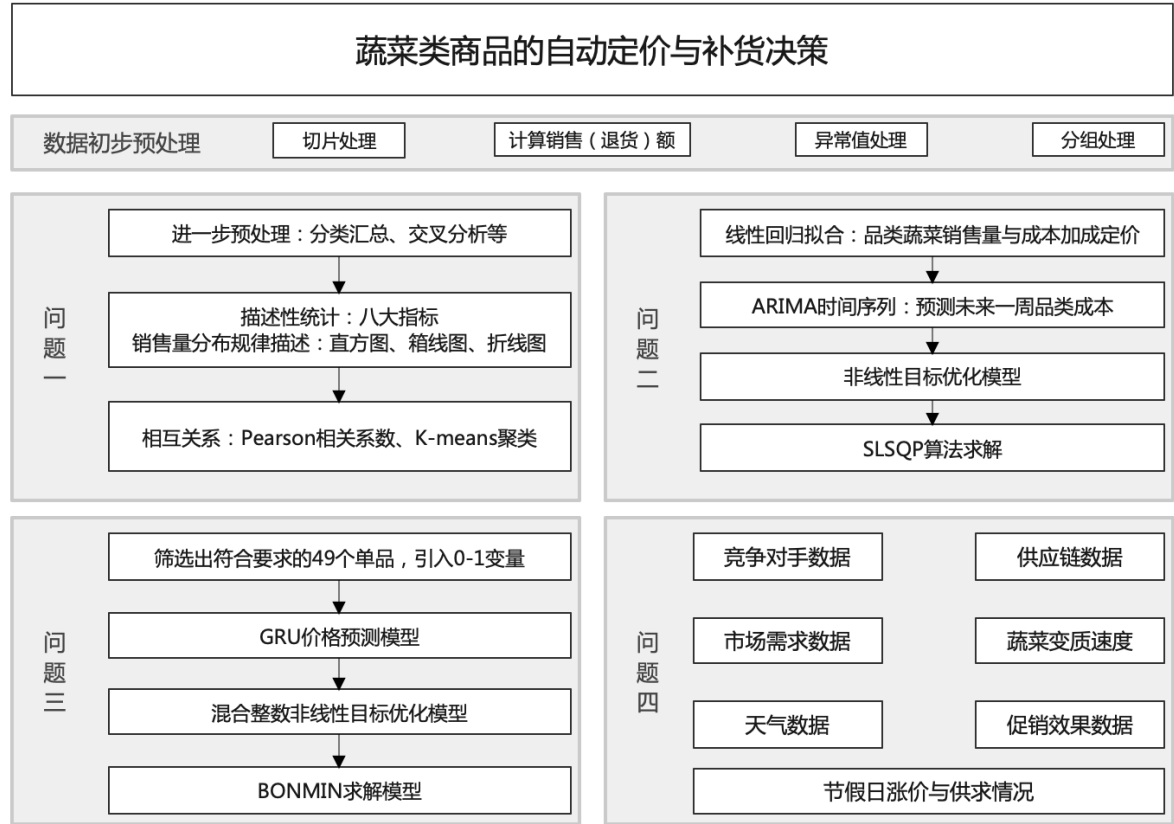 蔬菜类商品的自动定价与补货决策
数据初步预处理
切片处理
计算销售（退货）额
异常值处理
分组处理
问题一
进一步预处理：分类汇总、交叉分析等
描述性统计：八大指标
销售量分布规律描述：直方图、箱线图、折线图
相互关系：Pearson相关系数、K-means聚类
问题二
线性回归拟合：品类蔬菜销售量与成本加成定价
ARIMA时间序列：预测未来一周品类成本
非线性目标优化模型
SLSQP算法求解
问题三
筛选出符合要求的49个单品，引入0-1变量
GRU价格预测模型
混合整数非线性目标优化模型
BONMIN求解模型
问题四
竞争对手数据
供应链数据
市场需求数据
蔬菜变质速度
天气数据
促销效果数据
节假日涨价与供求情况